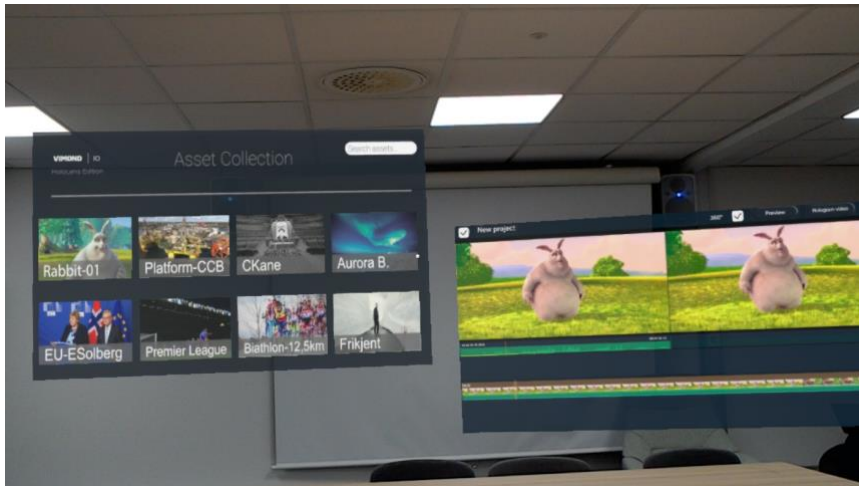 VIMOND | IO
HoloLens Edition
Asset Collection
Search assets...
Rabbit-01
Platform-CCB
CKane
Aurora B.
EU-ESolberg
Premier League
Biathlon-12,5km
Frikjent
New project
360°
Preview
Hologram video